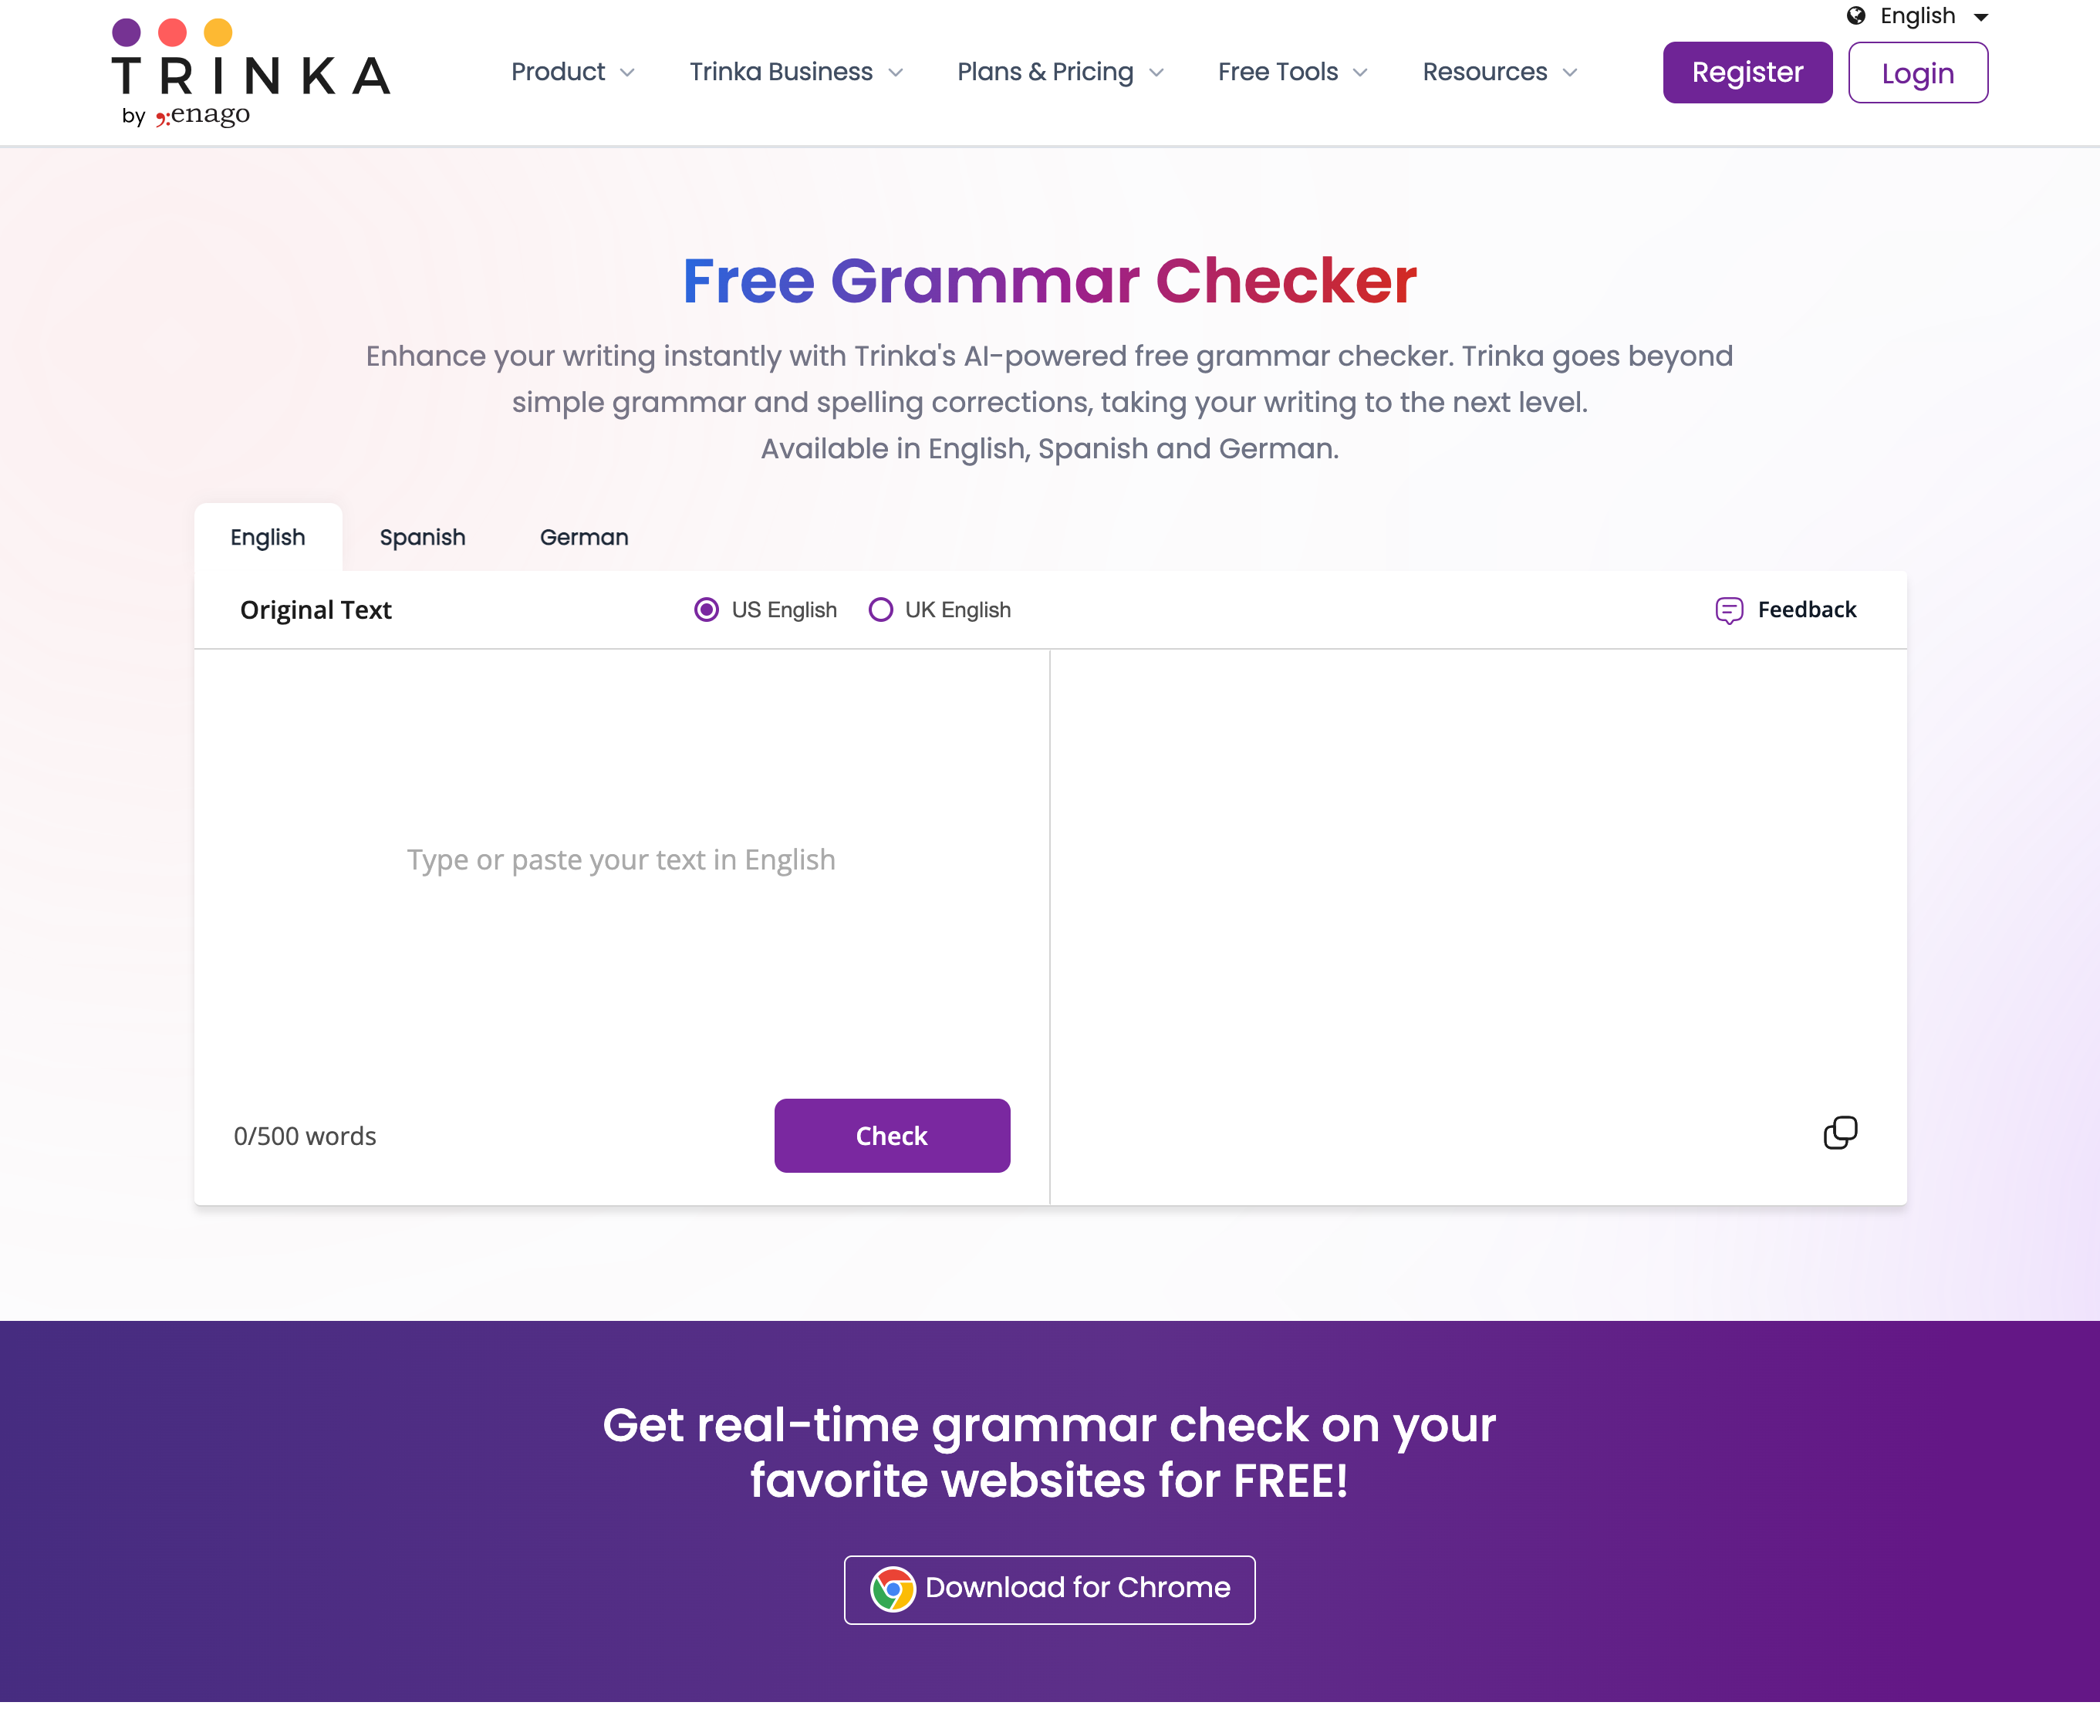 English
TRINKA
by enago
Product
Trinka Business
Plans & Pricing
Free Tools
Resources
Register
Login
Free Grammar Checker
Enhance your writing instantly with Trinka's AI-powered free grammar checker. Trinka goes beyond
simple grammar and spelling corrections, taking your writing to the next level.
Available in English, Spanish and German.
English
Spanish
German
Original Text
US English
UK English
Feedback
Type or paste your text in English
0/500 words
Check
Get real-time grammar check on your
favorite websites for FREE!
Download for Chrome